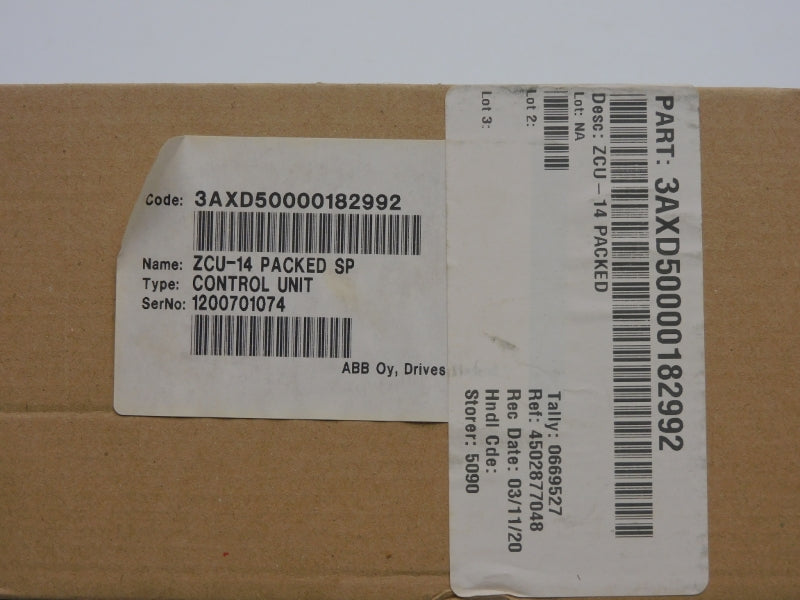 Code: 3AXD50000182992
Name: ZCU-14 PACKED SP
Type: CONTROL UNIT
SerNo: 1200701074
ABB Oy, Drives
PART: 3AXD50000182992
Desc: ZCU-14 PACKED
Lot: NA
Lot 2:
Lot 3:
Tally: 0669527
Ref: 4502877048
Rec Date: 03/11/20
Hndl Cde:
Storer: 5090